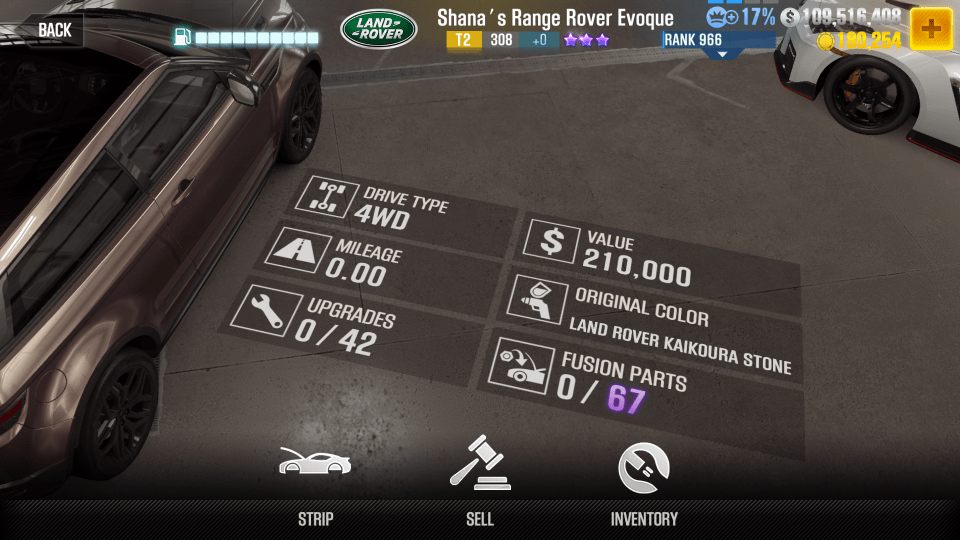 BACK
LAND
ROVER
Shana´s Range Rover Evoque
T2 308 +0
17%
109,516,408
RANK 966
189,254
DRIVE TYPE
4WD
MILEAGE
0.00
UPGRADES
0/42
VALUE
210,000
ORIGINAL COLOR
LAND ROVER KAIKOURA STONE
FUSION PARTS
0/67
STRIP
SELL
INVENTORY